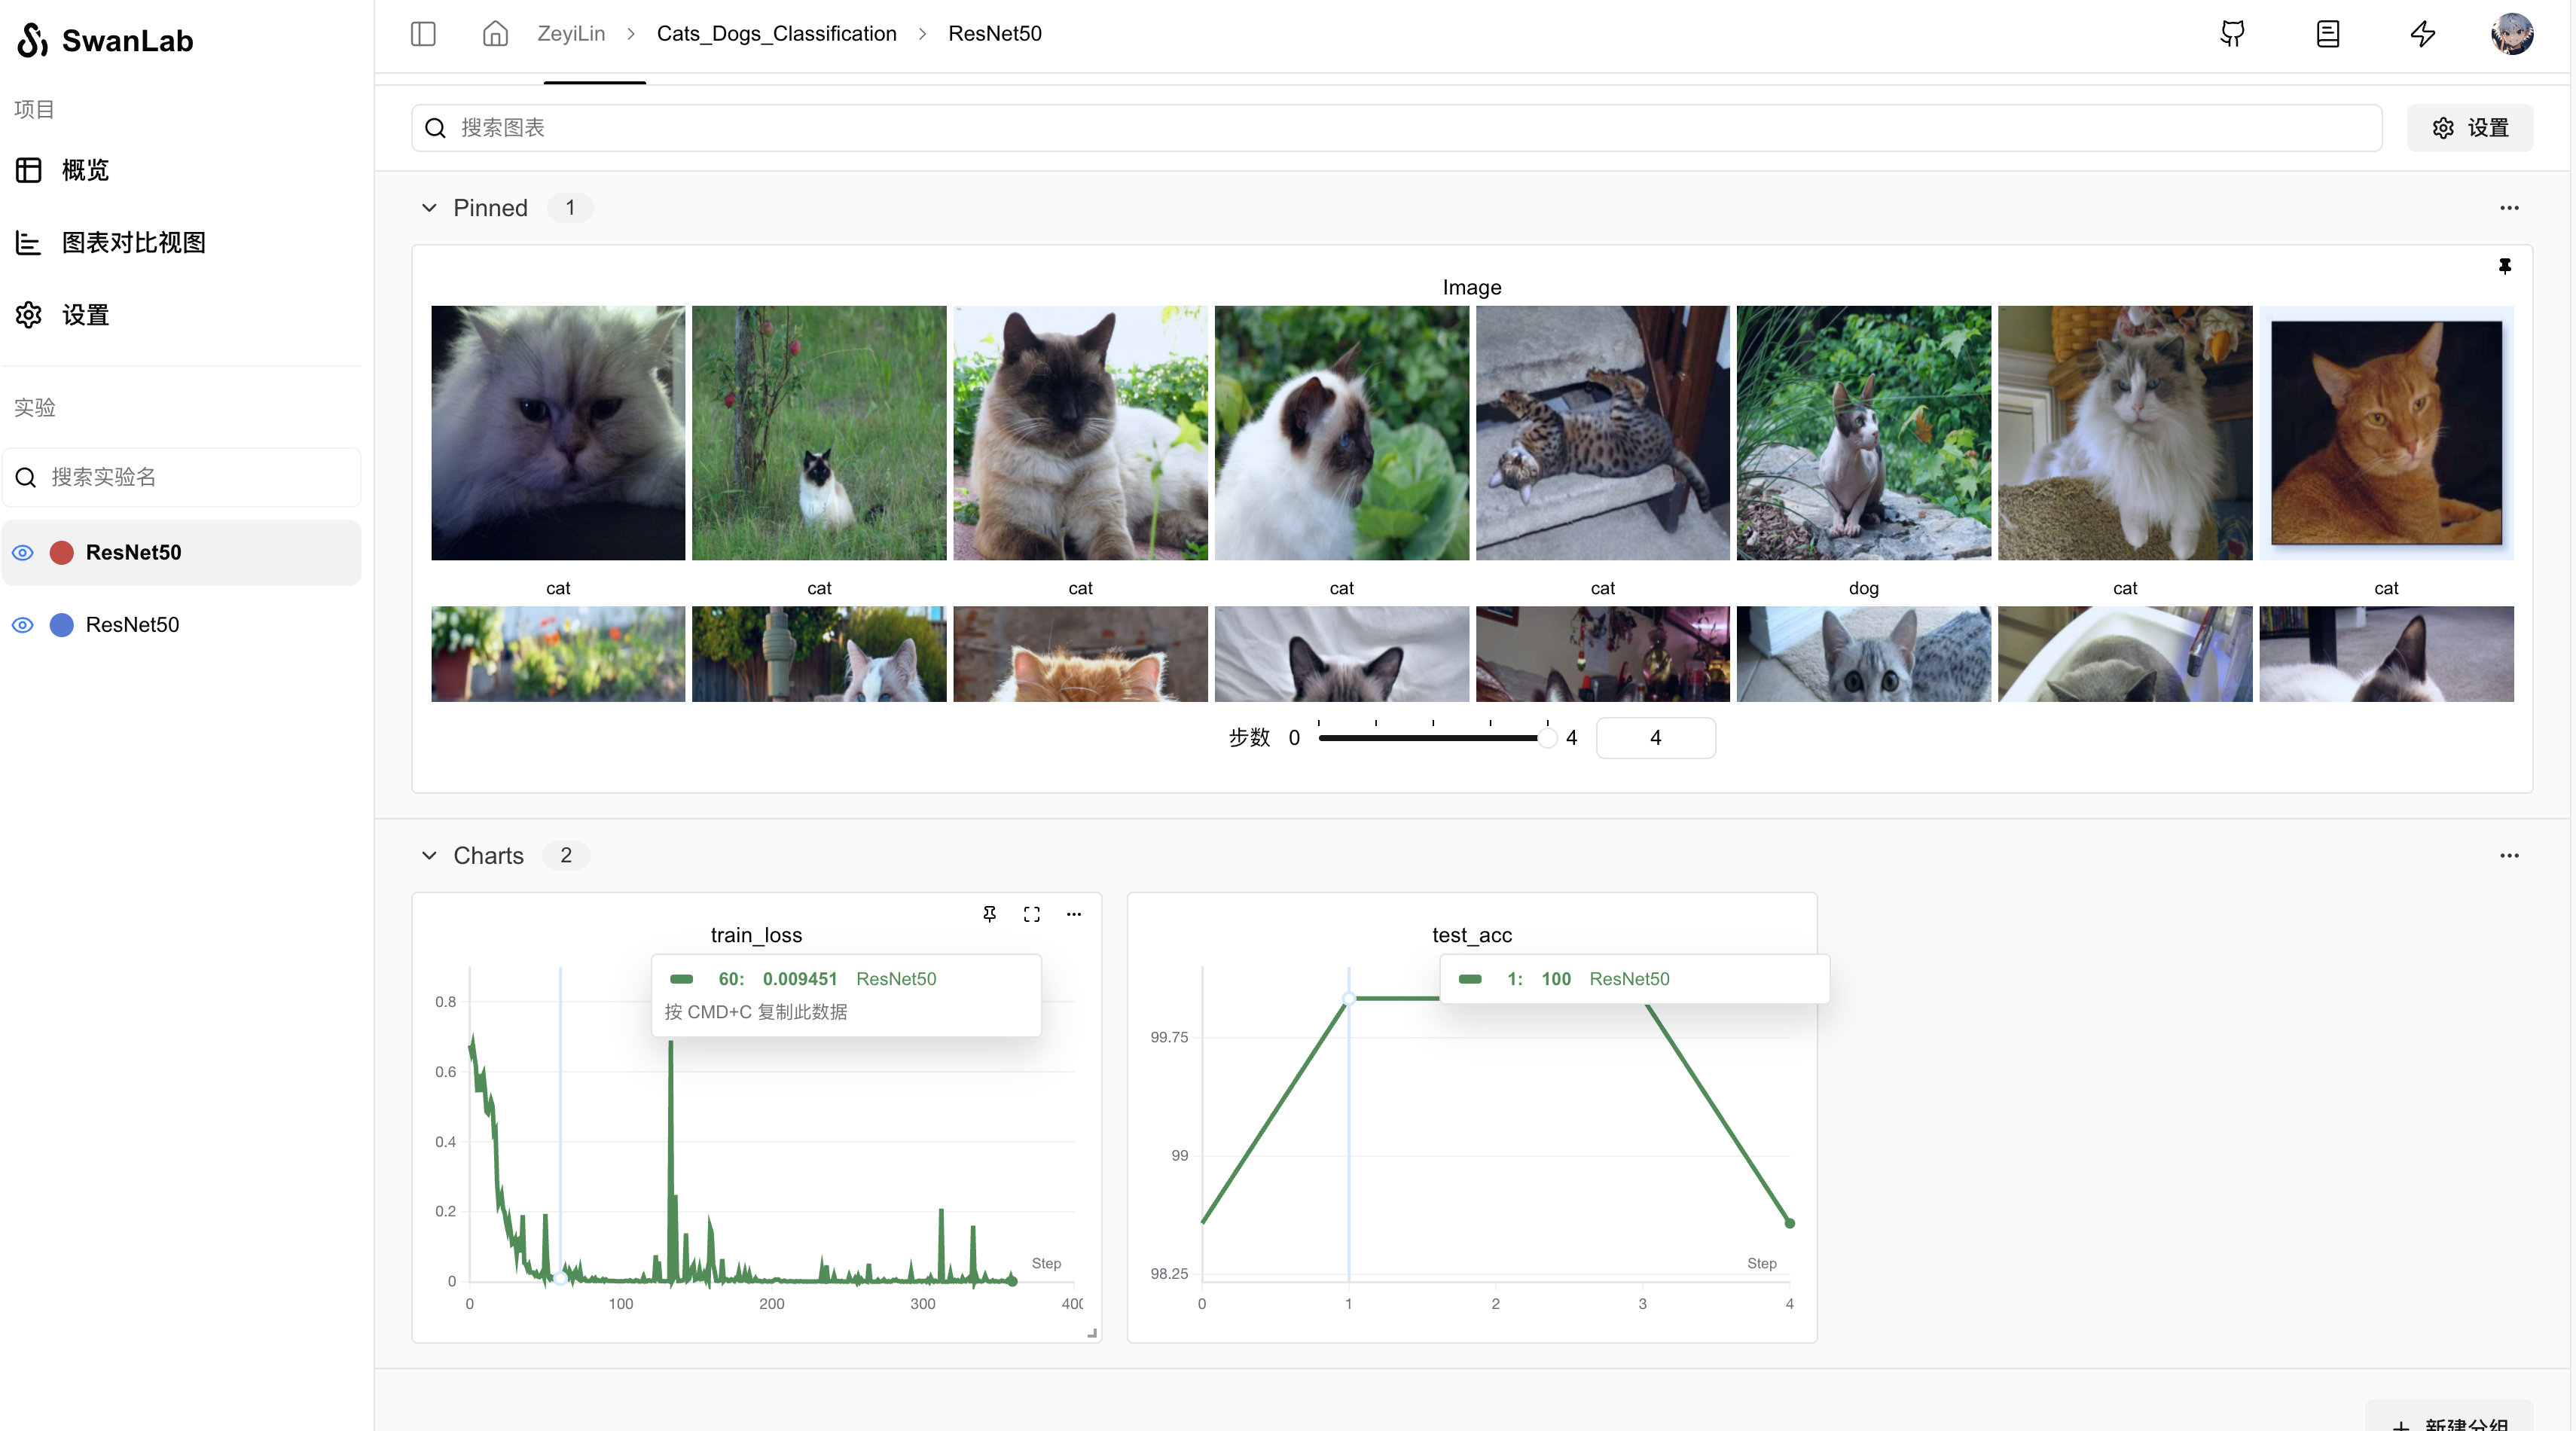 SwanLab
项目
概览
图表对比视图
设置
实验
搜索实验名
ResNet50
ResNet50
ZeyiLin > Cats_Dogs_Classification > ResNet50
搜索图表
设置
Pinned 1
Image
cat cat cat cat cat dog cat cat
步数 0 4 4
Charts 2
train_loss
60: 0.009451 ResNet50
按 CMD+C 复制此数据
0.8
0.6
0.4
0.2
0
Step
0 100 200 300 400
test_acc
1: 100 ResNet50
99.75
99
98.25
Step
0 1 2 3 4
新建分组